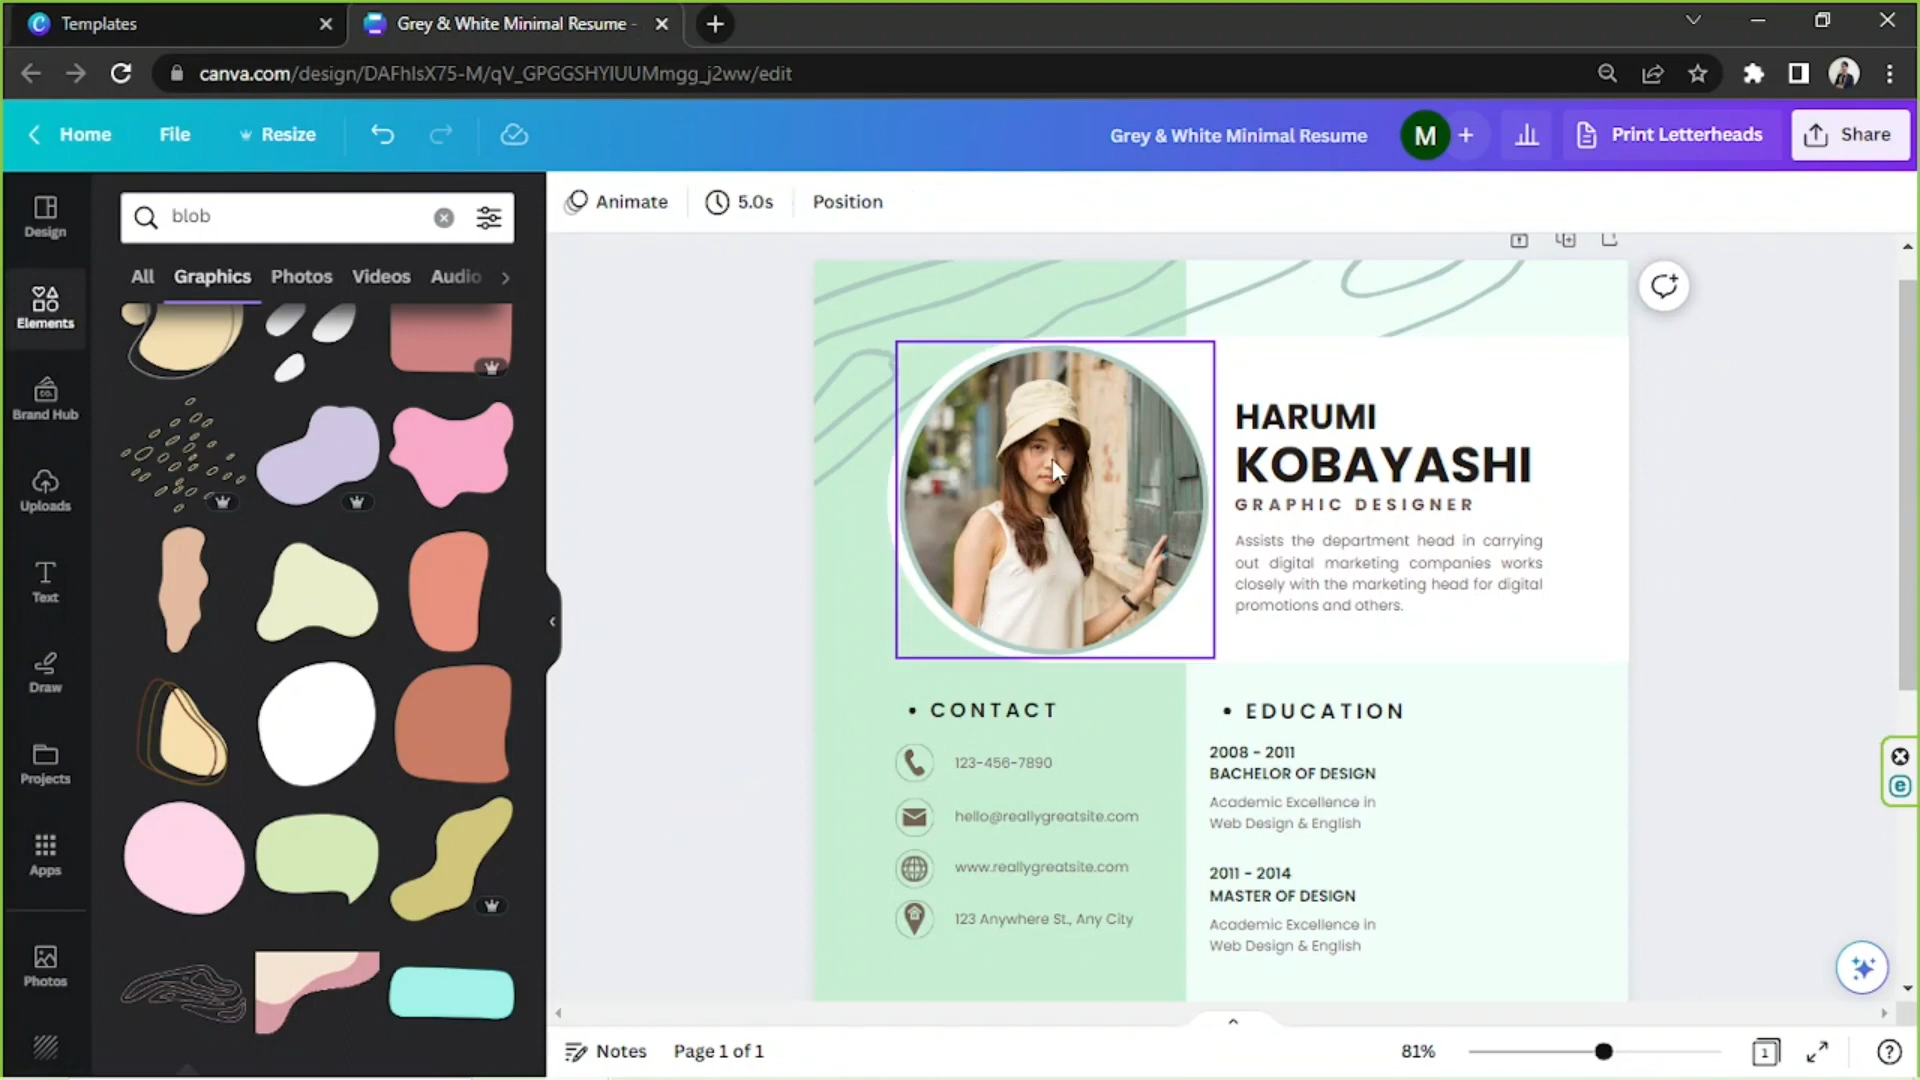 Templates
Grey & White Minimal Resume -
canva.com/design/DAFhIsX75-M/qV_GPGGSHYIUUMmgg_j2ww/edit
Home
File
Resize
Grey & White Minimal Resume
M
Print Letterheads
Share
Design
Elements
Brand Hub
Uploads
Text
Draw
Projects
Apps
Photos
blob
All
Graphics
Photos
Videos
Audio
Animate
5.0s
Position
HARUMI
KOBAYASHI
GRAPHIC DESIGNER
Assists the department head in carrying
out digital marketing companies works
closely with the marketing head for digital
promotions and others.
• CONTACT
123-456-7890
hello@reallygreatsite.com
www.reallygreatsite.com
123 Anywhere St., Any City
• EDUCATION
2008 - 2011
BACHELOR OF DESIGN
Academic Excellence in
Web Design & English
2011 - 2014
MASTER OF DESIGN
Academic Excellence in
Web Design & English
Notes
Page 1 of 1
81%
1